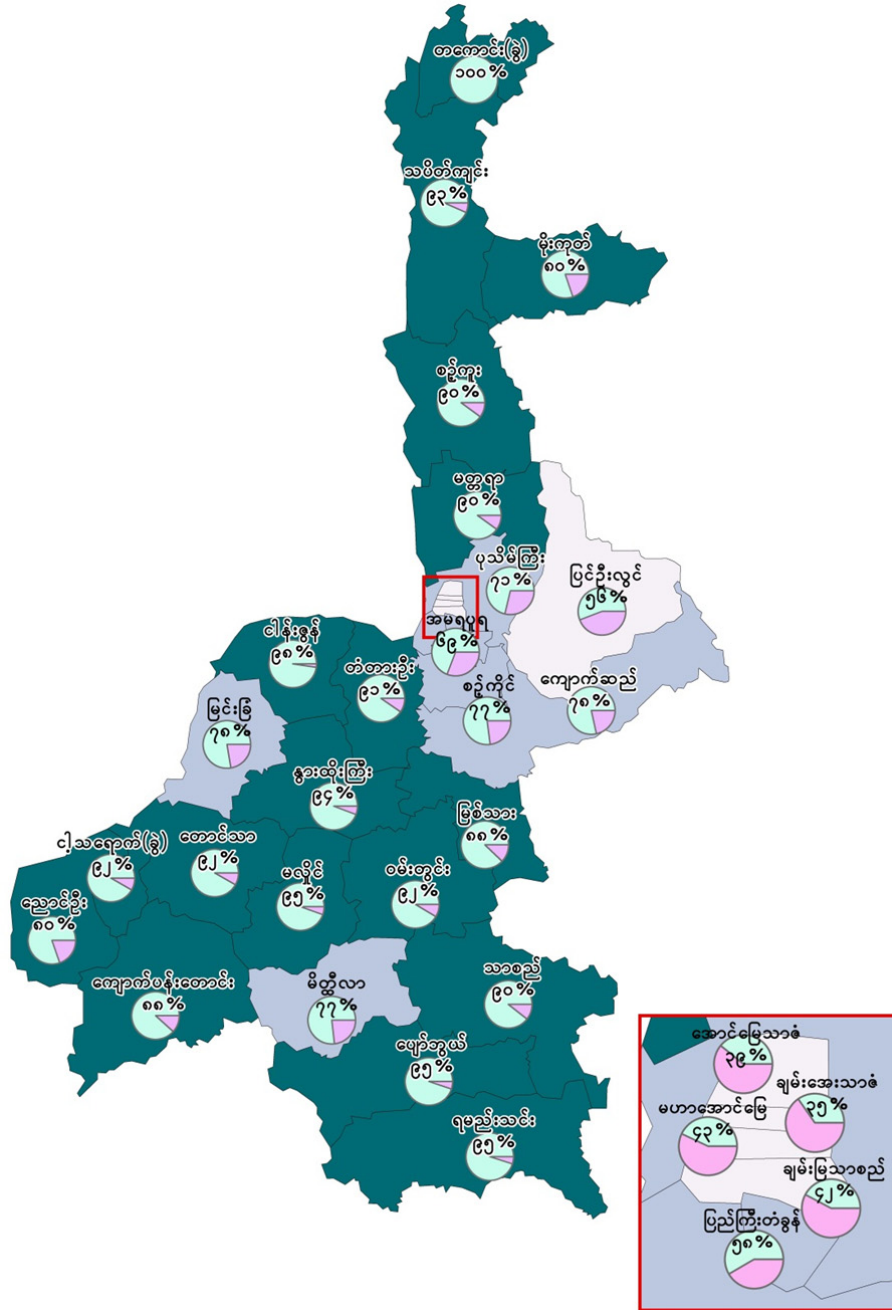 တကောင်း(ခွဲ)
၁၀၀%
သပိတ်ကျင်း
၉၃%
မိုးကုတ်
၈၀%
စဉ့်ကူး
၉၀%
မတ္တရာ
၉၀%
ပုသိမ်ကြီး
၇၁%
ပြင်ဦးလွင်
၅၆%
အမရပူရ
၆၉%
ငါန်းဇွန်
၉၈%
တံတားဦး
၉၁%
စဉ့်ကိုင်
၇၇%
ကျောက်ဆည်
၇၈%
မြင်းခြံ
၇၈%
နွားထိုးကြီး
၉၄%
မြစ်သား
၈၈%
ငါ့သရောက်(ခွဲ)
၉၂%
တောင်သာ
၉၂%
မလှိုင်
၉၅%
ဝမ်းတွင်း
၉၂%
ညောင်ဦး
၈၀%
ကျောက်ပန်းတောင်း
၈၈%
မိတ္ထီလာ
၇၇%
သာစည်
၉၀%
ပျော်ဘွယ်
၉၅%
ရမည်းသင်း
၉၅%
အောင်မြေသာဇံ
၃၉%
ချမ်းအေးသာဇံ
၃၅%
မဟာအောင်မြေ
၄၃%
ချမ်းမြသာစည်
၄၂%
ပြည်ကြီးတံခွန်
၅၈%